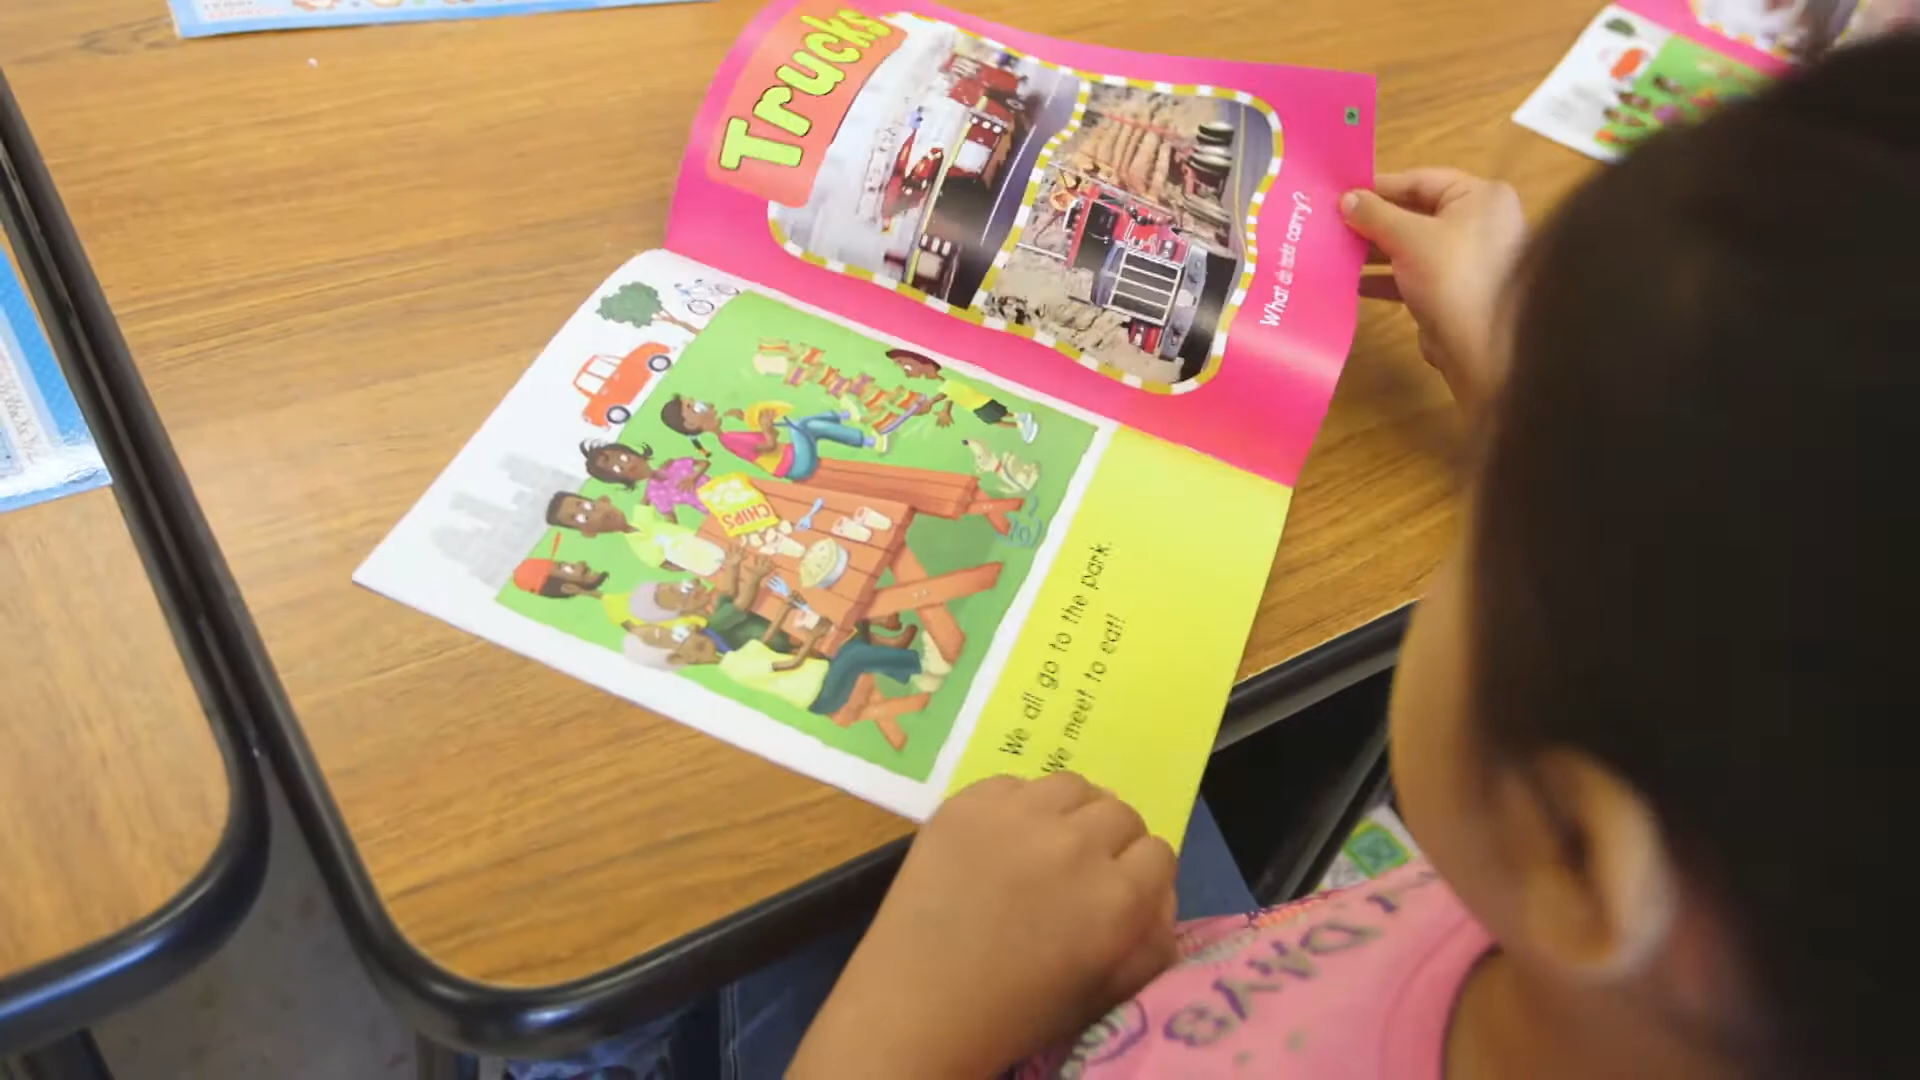 Trucks
What do trucks carry?
CHIPS
We all go to the park.
We meet to eat!